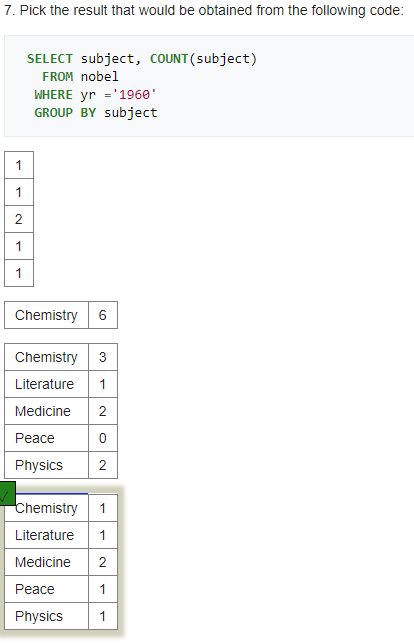 7. Pick the result that would be obtained from the following code:
SELECT subject, COUNT(subject)
FROM nobel
WHERE yr ='1960'
GROUP BY subject
1
1
2
1
1
Chemistry 6
Chemistry 3
Literature 1
Medicine 2
Peace 0
Physics 2
Chemistry 1
Literature 1
Medicine 2
Peace 1
Physics 1